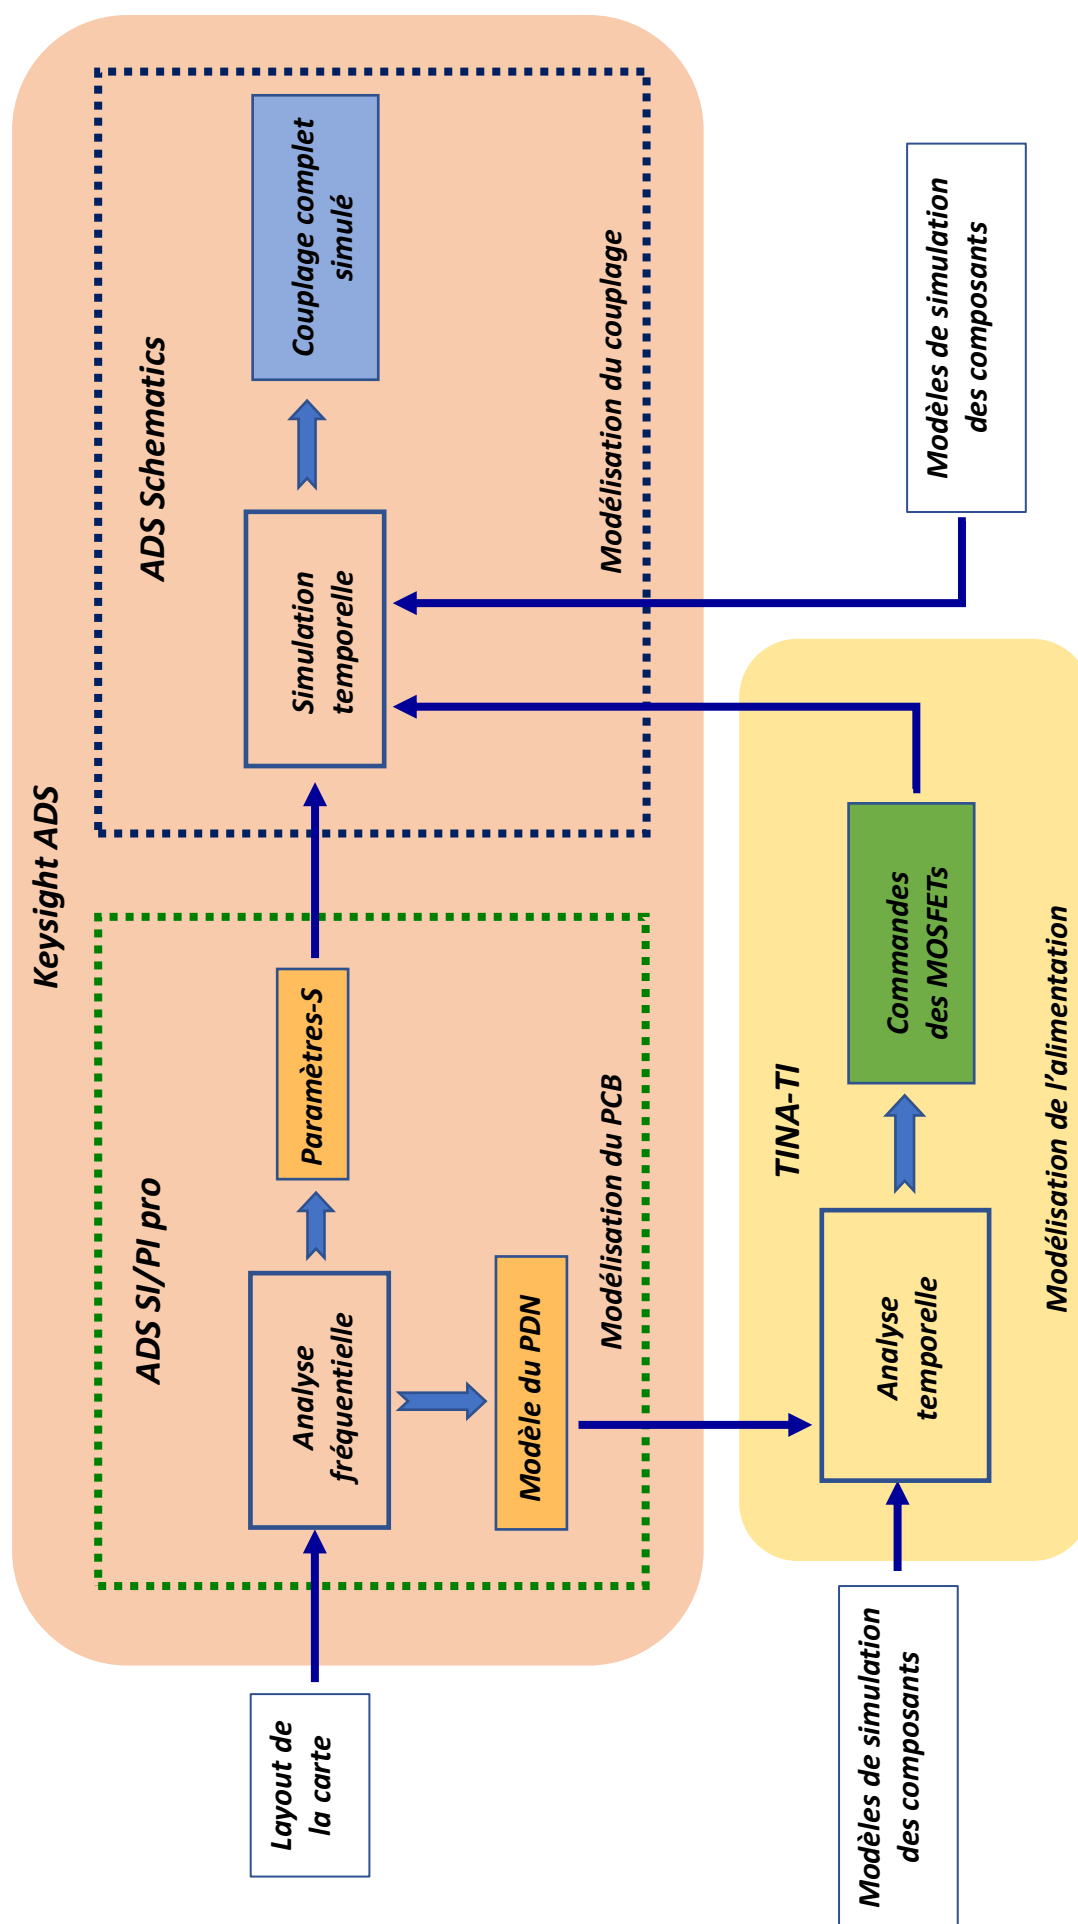 Keysight ADS
ADS SI/PI pro
ADS Schematics
Layout de
la carte
Analyse
fréquentielle
Paramètres-S
Simulation
temporelle
Couplage complet
simulé
Modèle du PDN
Modélisation du PCB
Modélisation du couplage
TINA-TI
Modèles de simulation
des composants
Analyse
temporelle
Commandes
des MOSFETs
Modèles de simulation
des composants
Modélisation de l’alimentation